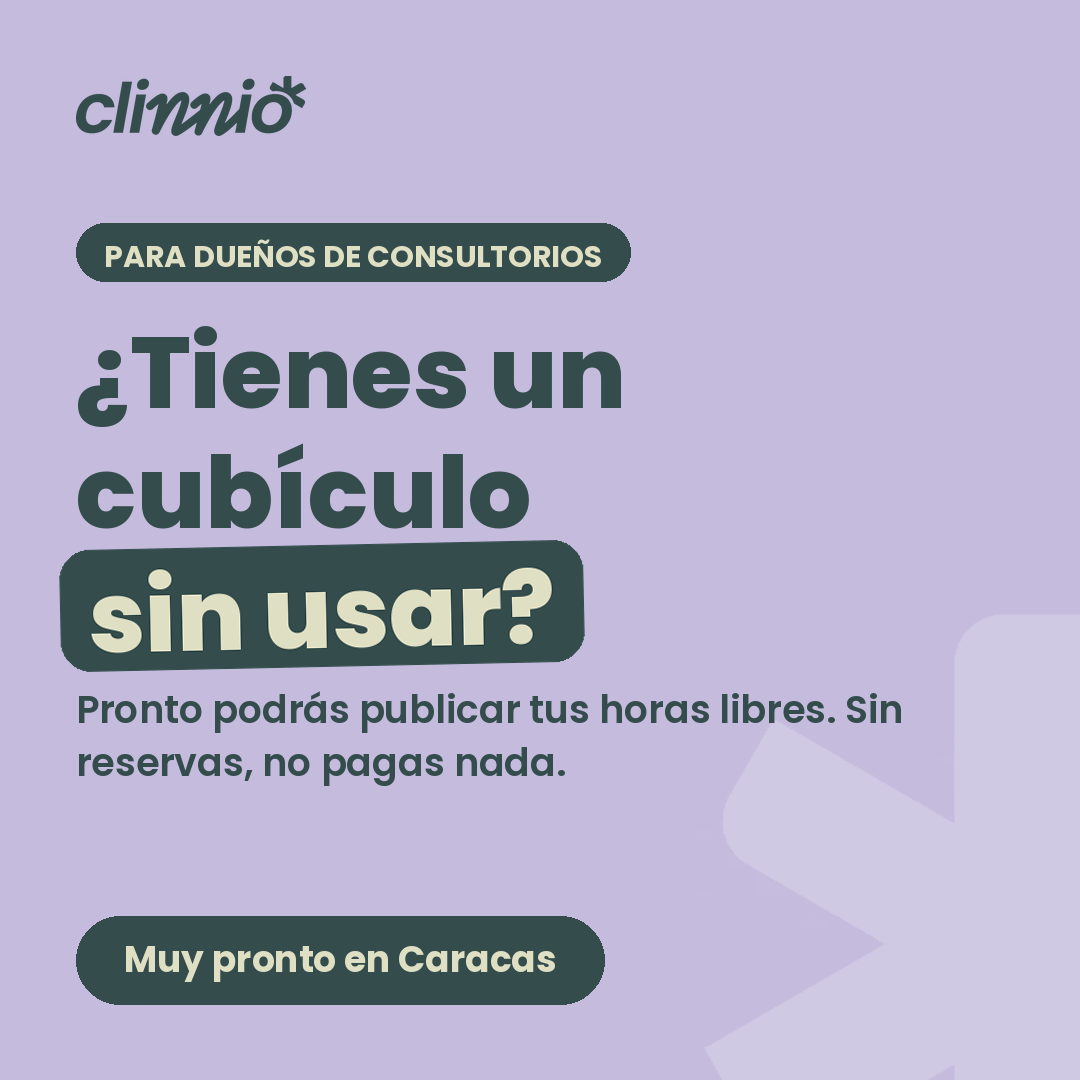 clinnio*
PARA DUEÑOS DE CONSULTORIOS
¿Tienes un
cubículo
sin usar?
Pronto podrás publicar tus horas libres. Sin
reservas, no pagas nada.
Muy pronto en Caracas